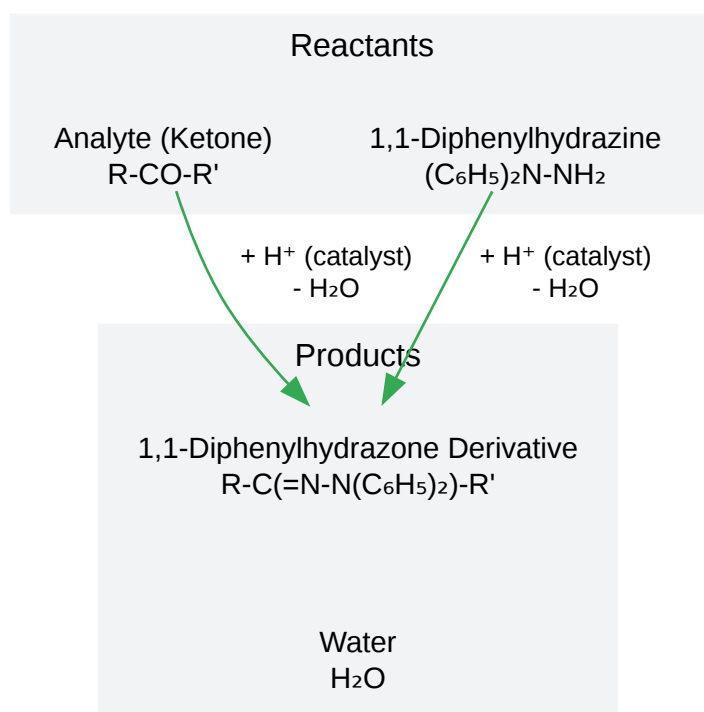 Reactants
Analyte (Ketone)
R-CO-R'
1,1-Diphenylhydrazine
(C₆H₅)₂N-NH₂
+ H⁺ (catalyst)
- H₂O
+ H⁺ (catalyst)
- H₂O
Products
1,1-Diphenylhydrazone Derivative
R-C(=N-N(C₆H₅)₂)-R'
Water
H₂O